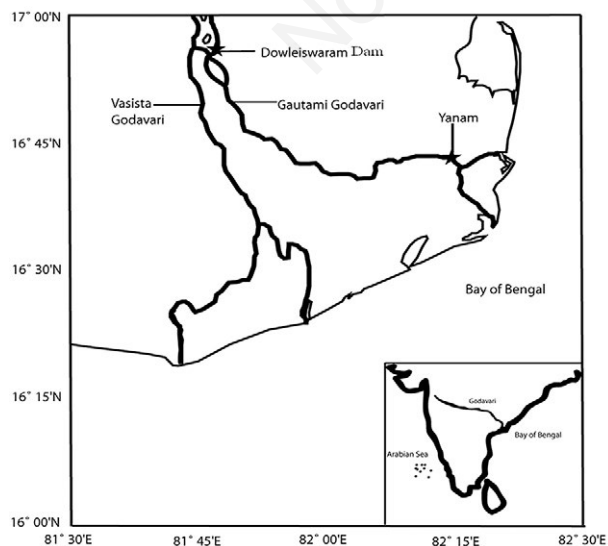 No
17° 00'N
Dowleiswaram Dam
Vasista
Godavari
Gautami Godavari
Yanam
16° 45'N
16° 30'N
Bay of Bengal
16° 15'N
Godavari
Bay of Bengal
Arabian Sea
16° 00'N
81° 30'E
81° 45'E
82° 00'E
82° 15'E
82° 30'E